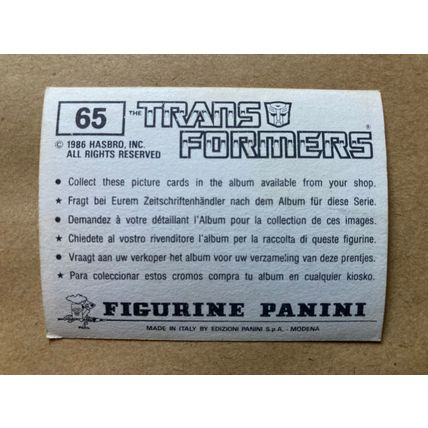 65
THE TRANSFORMERS ®
© 1986 HASBRO, INC.
ALL RIGHTS RESERVED
● Collect these picture cards in the album available from your shop.
★ Fragt bei Eurem Zeitschriftenhändler nach dem Album für diese Serie.
● Demandez à votre détaillant l'Album pour la collection de ces images.
★ Chiedete al vostro rivenditore l'album per la raccolta di queste figurine.
● Vraagt aan uw verkoper het album voor uw verzameling van deze prentjes.
★ Para coleccionar estos cromos compra tu album en cualquier kiosko.
FIGURINE PANINI
MADE IN ITALY BY EDIZIONI PANINI S.p.A. - MODENA